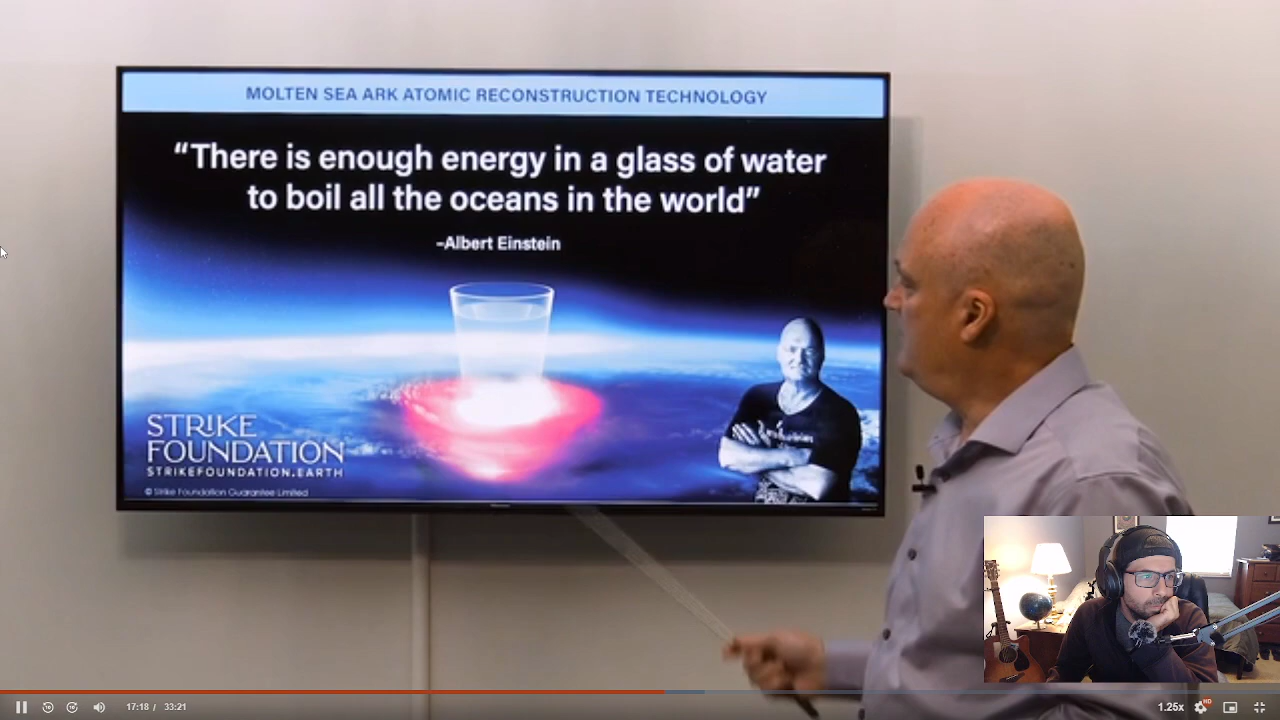 MOLTEN SEA ARK ATOMIC RECONSTRUCTION TECHNOLOGY
“There is enough energy in a glass of water
to boil all the oceans in the world”
–Albert Einstein
STRIKE
FOUNDATION
STRIKEFOUNDATION.EARTH
© Strike Foundation Guarantee Limited
17:18 / 33:21
1.25x
HD